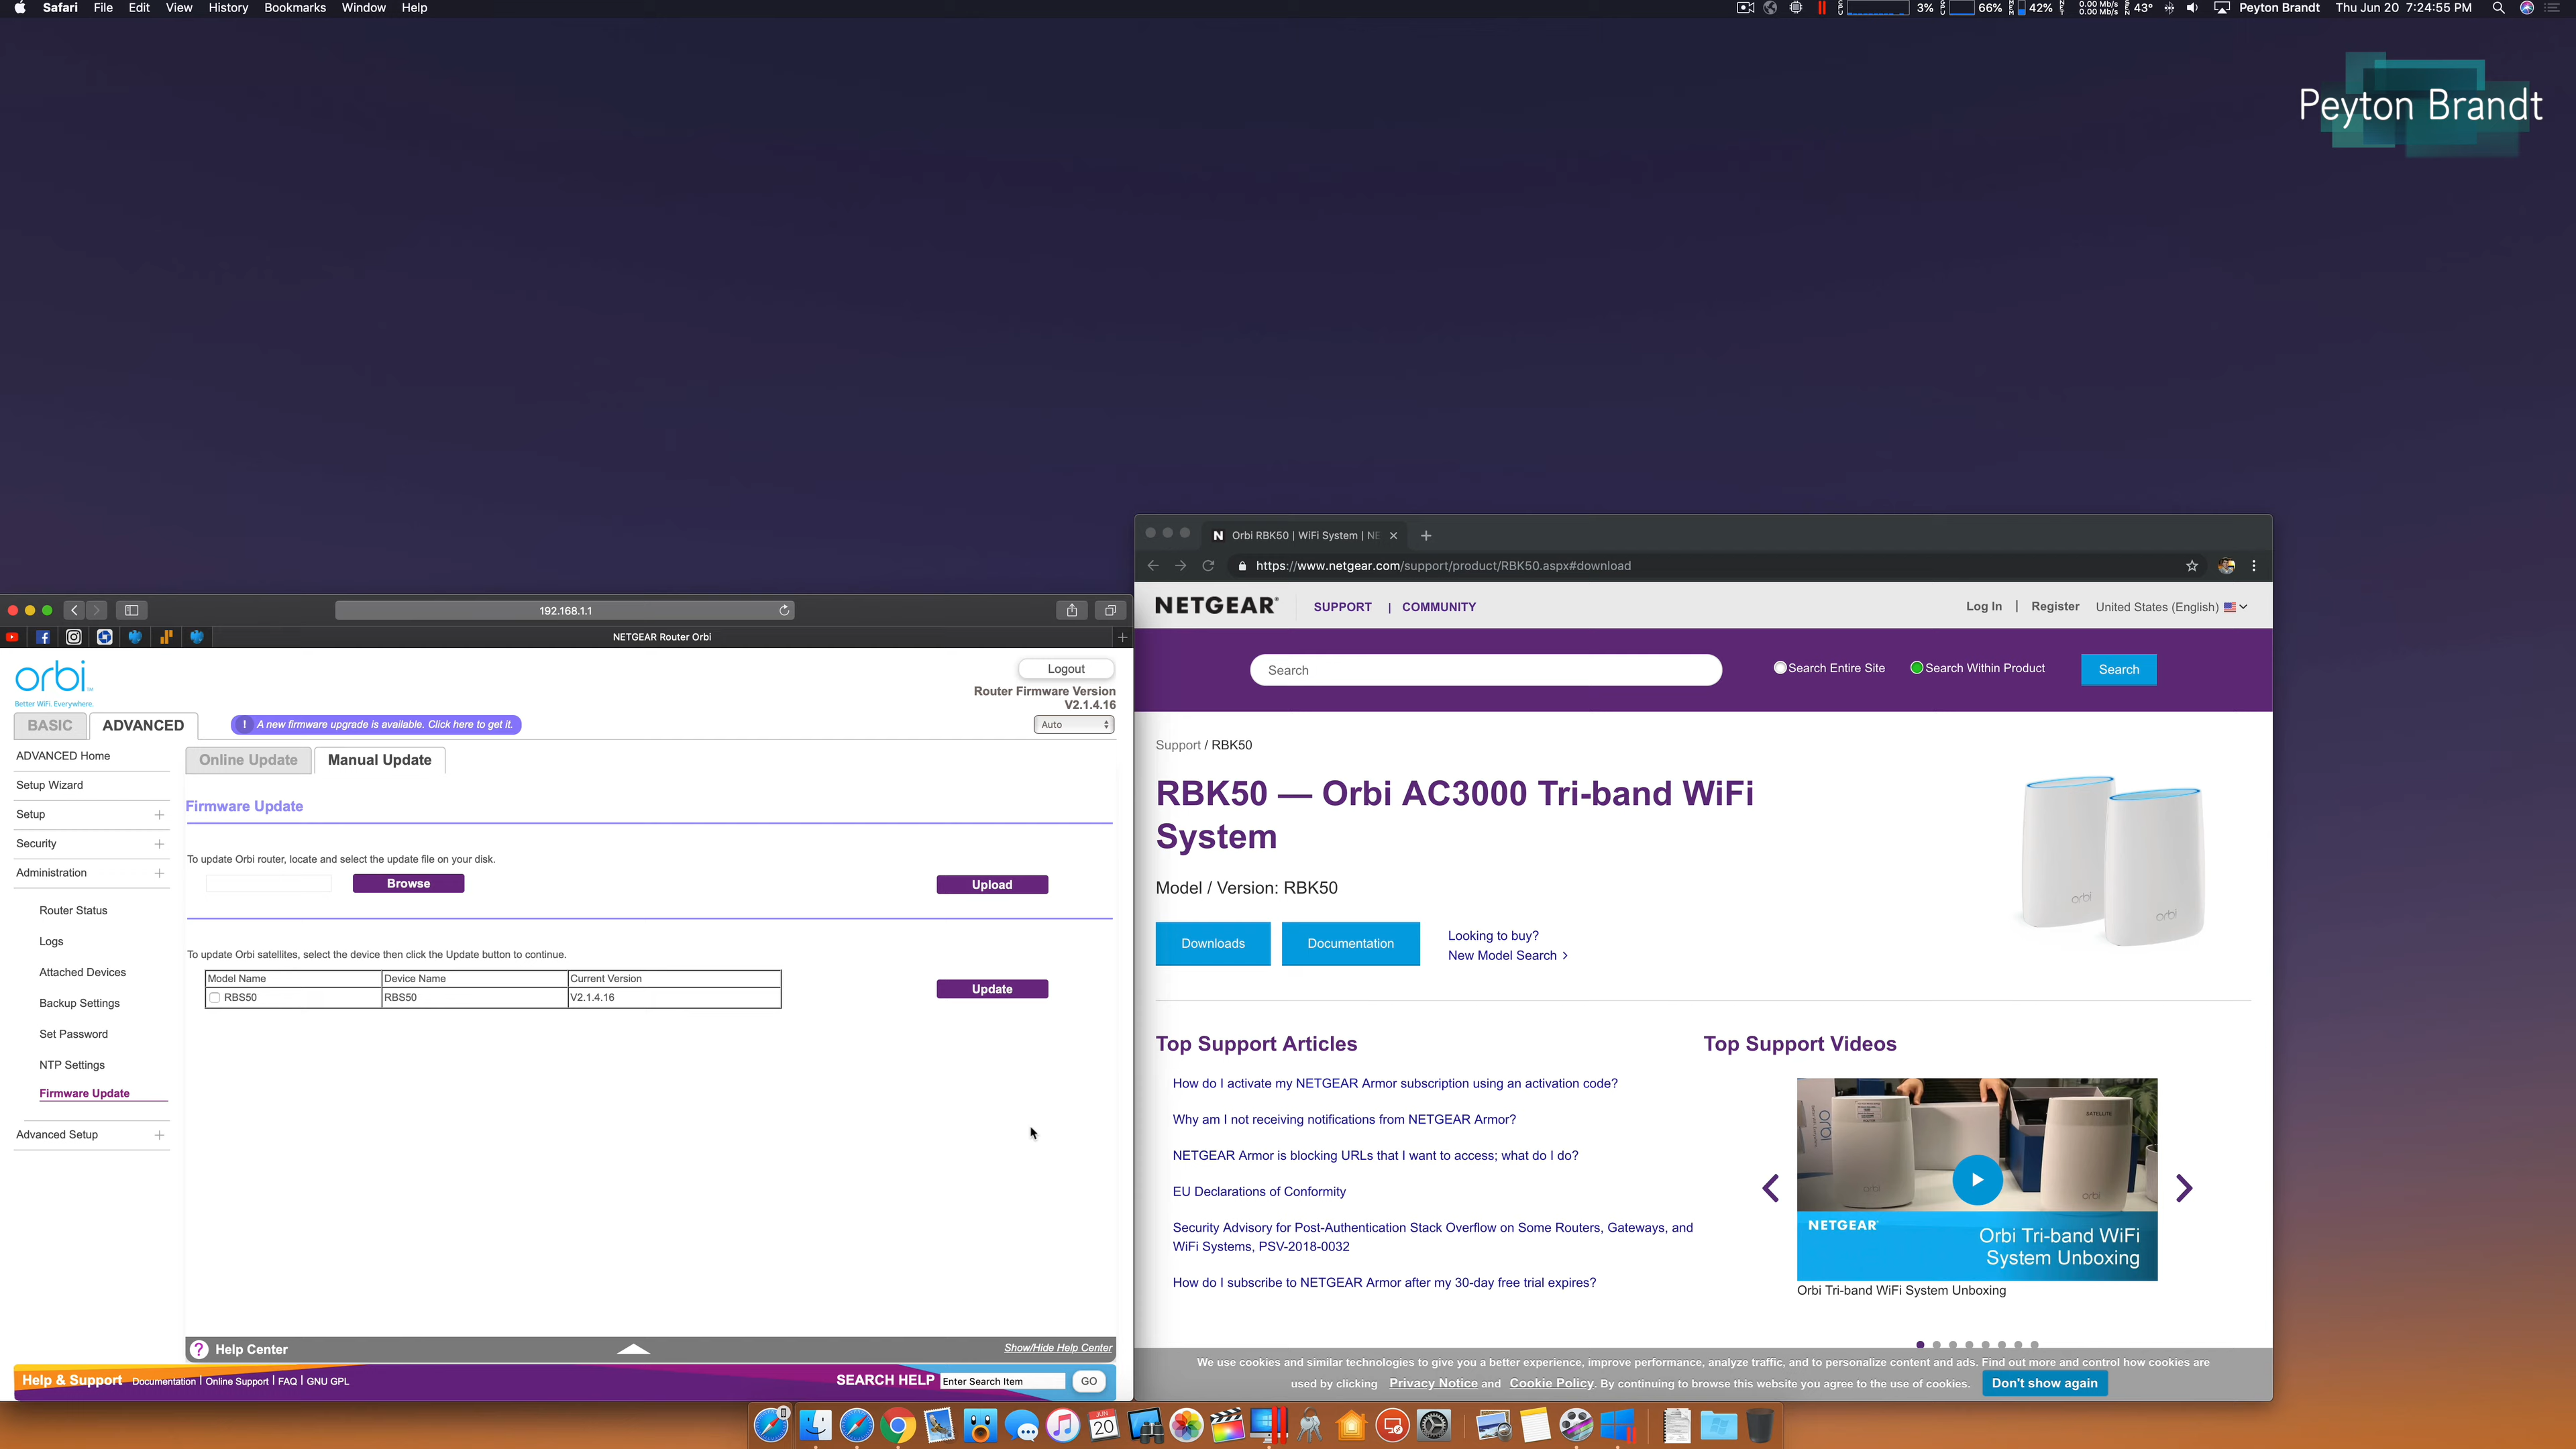 Safari File Edit View History Bookmarks Window Help
3% 66% 42% 0.00 Mb/s 0.00 Mb/s 43° Peyton Brandt Thu Jun 20 7:24:55 PM
Peyton Brandt
192.168.1.1
NETGEAR Router Orbi
orbi
Better WiFi. Everywhere.
Logout
Router Firmware Version
V2.1.4.16
BASIC
ADVANCED
! A new firmware upgrade is available. Click here to get it.
Auto
ADVANCED Home
Setup Wizard
Setup +
Security +
Administration +
Router Status
Logs
Attached Devices
Backup Settings
Set Password
NTP Settings
Firmware Update
Advanced Setup +
Online Update
Manual Update
Firmware Update
To update Orbi router, locate and select the update file on your disk.
Browse
Upload
To update Orbi satellites, select the device then click the Update button to continue.
Model Name Device Name Current Version
RBS50 RBS50 V2.1.4.16
Update
? Help Center
Show/Hide Help Center
Help & Support Documentation | Online Support | FAQ | GNU GPL
SEARCH HELP Enter Search Item GO
N Orbi RBK50 | WiFi System | NE
https://www.netgear.com/support/product/RBK50.aspx#download
NETGEAR® SUPPORT | COMMUNITY
Log In | Register United States (English)
Search
Search Entire Site
Search Within Product
Search
Support / RBK50
RBK50 — Orbi AC3000 Tri-band WiFi
System
Model / Version: RBK50
Downloads
Documentation
Looking to buy?
New Model Search >
orbi
orbi
Top Support Articles
How do I activate my NETGEAR Armor subscription using an activation code?
Why am I not receiving notifications from NETGEAR Armor?
NETGEAR Armor is blocking URLs that I want to access; what do I do?
EU Declarations of Conformity
Security Advisory for Post-Authentication Stack Overflow on Some Routers, Gateways, and
WiFi Systems, PSV-2018-0032
How do I subscribe to NETGEAR Armor after my 30-day free trial expires?
Top Support Videos
SATELLITE
orbi
orbi
orbi
NETGEAR
Orbi Tri-band WiFi
System Unboxing
Orbi Tri-band WiFi System Unboxing
We use cookies and similar technologies to give you a better experience, improve performance, analyze traffic, and to personalize content and ads. Find out more and control how cookies are
used by clicking Privacy Notice and Cookie Policy. By continuing to browse this website you agree to the use of cookies. Don't show again
JUN
20